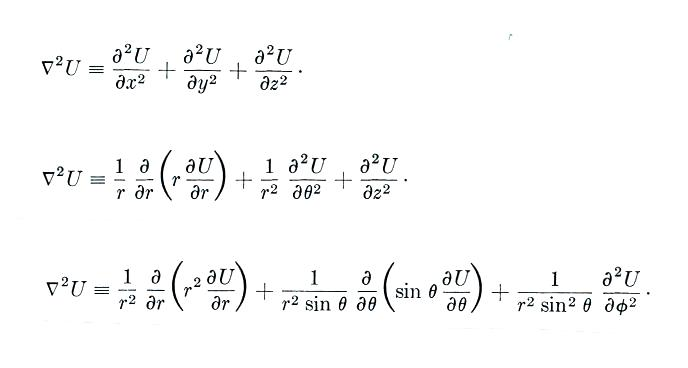 ∇²U ≡ ∂²U/∂x² + ∂²U/∂y² + ∂²U/∂z².
∇²U ≡ 1/r ∂/∂r (r ∂U/∂r) + 1/r² ∂²U/∂θ² + ∂²U/∂z².
∇²U ≡ 1/r² ∂/∂r (r² ∂U/∂r) + 1/(r² sin θ) ∂/∂θ (sin θ ∂U/∂θ) + 1/(r² sin² θ) ∂²U/∂ϕ².